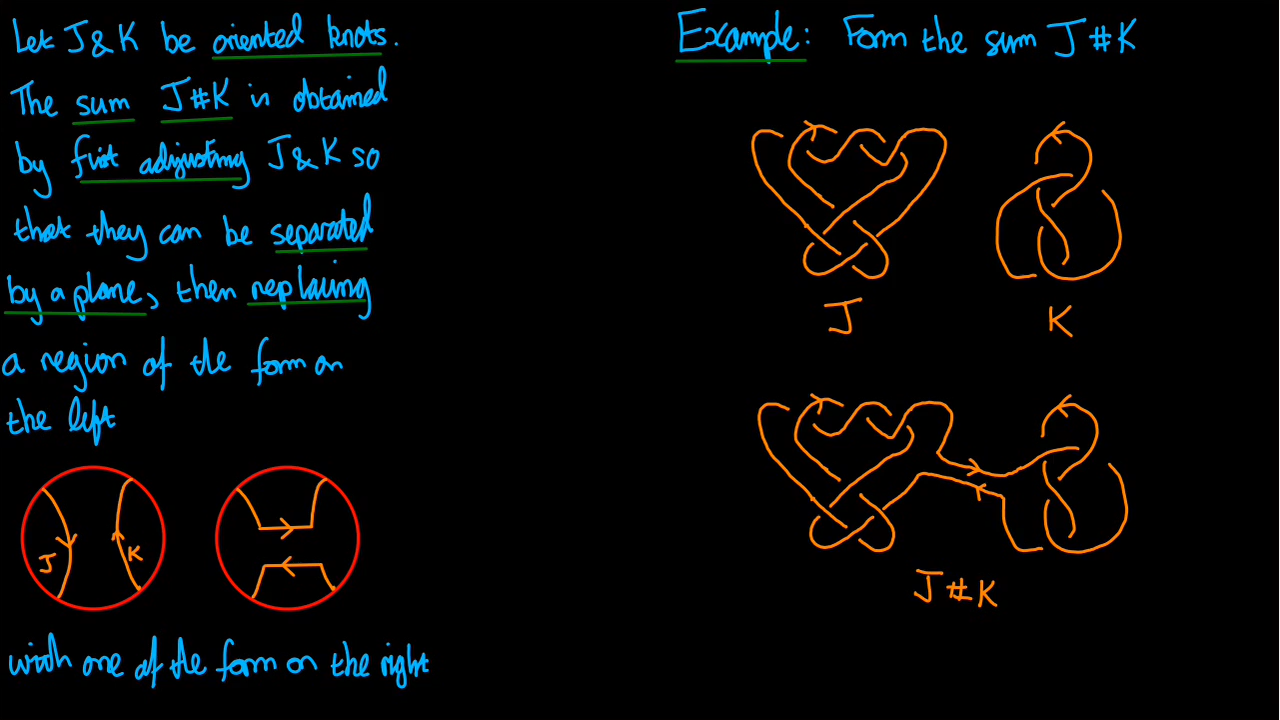 Let J & K be oriented knots.
The sum J#K is obtained
by first adjusting J & K so
that they can be separated
by a plane, then replacing
a region of the form on
the left
J K
with one of the form on the right
Example: Form the sum J#K
J K
J#K